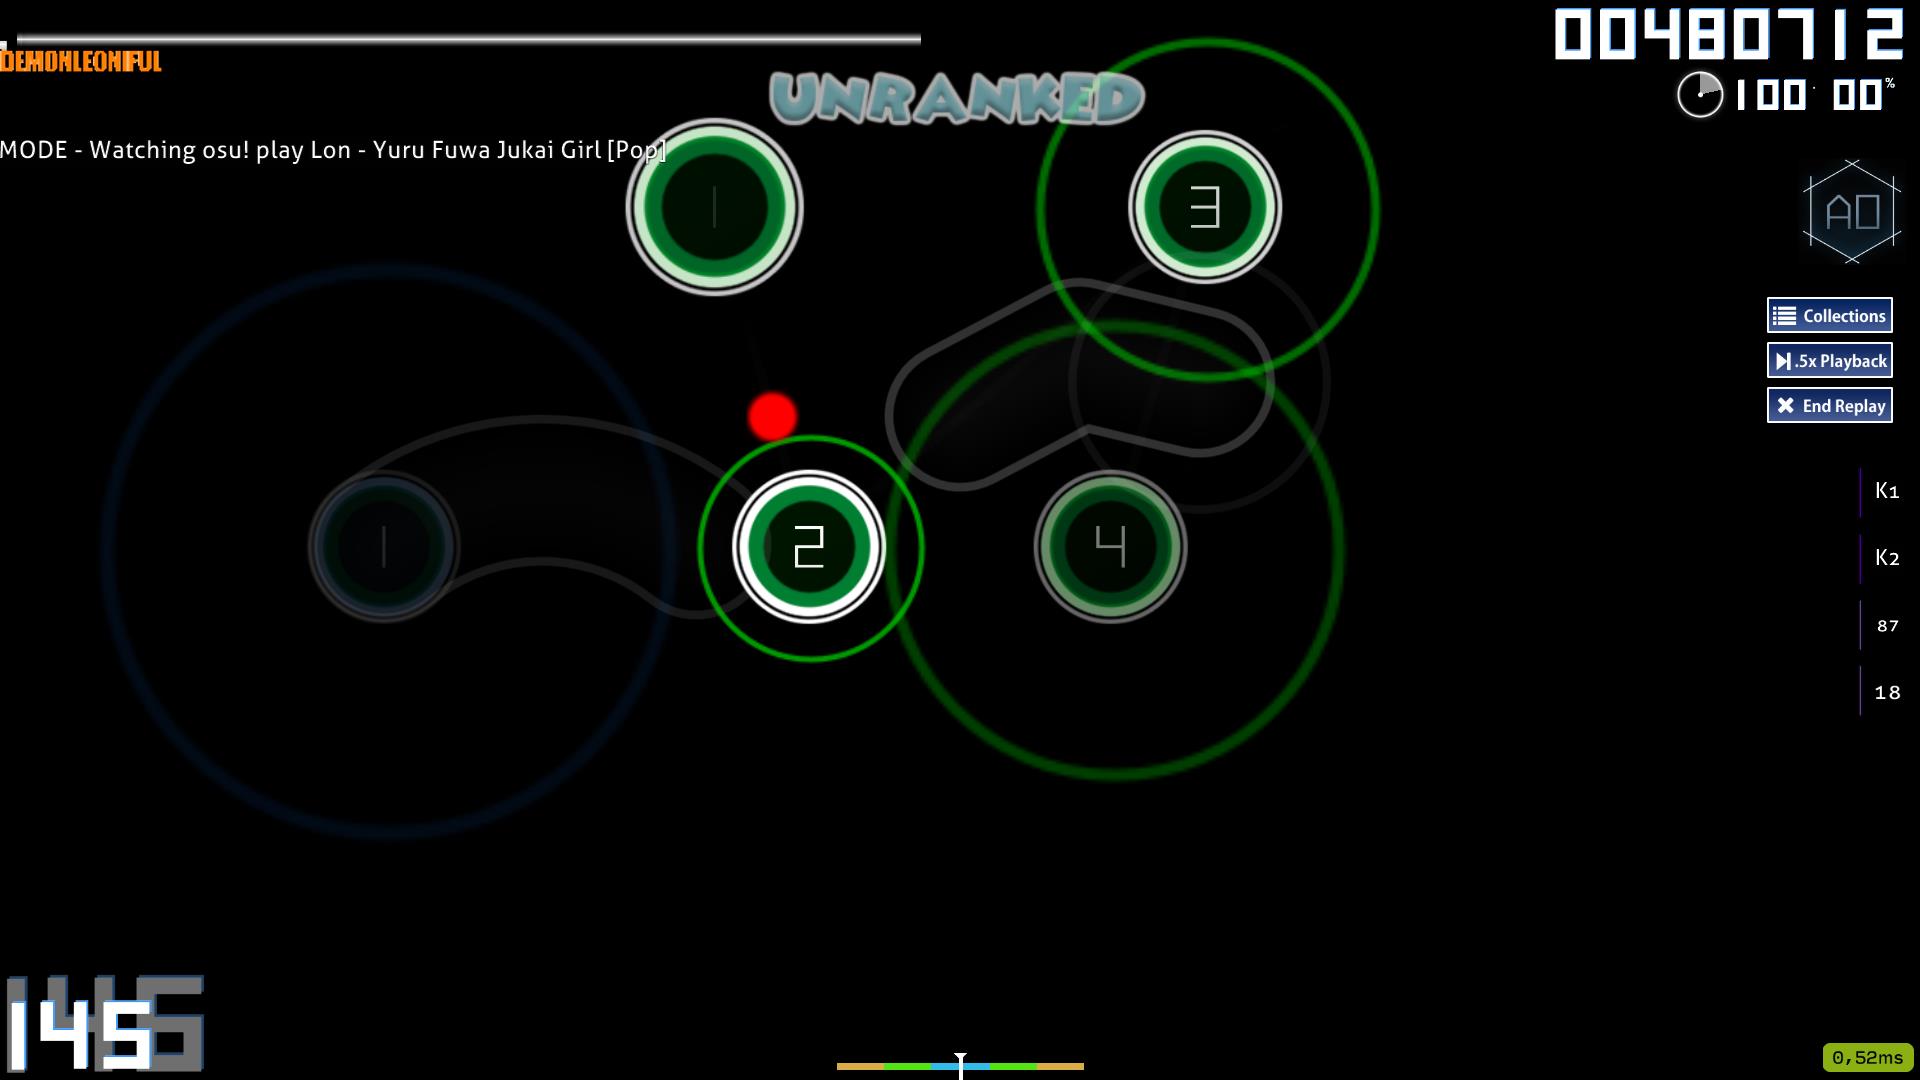 00480712
DEMONLEONIFUL
UNRANKED
100.00%
MODE - Watching osu! play Lon - Yuru Fuwa Jukai Girl [Pop]
1
3
AO
Collections
.5x Playback
End Replay
K1
1
2
4
K2
87
18
145
0,52ms